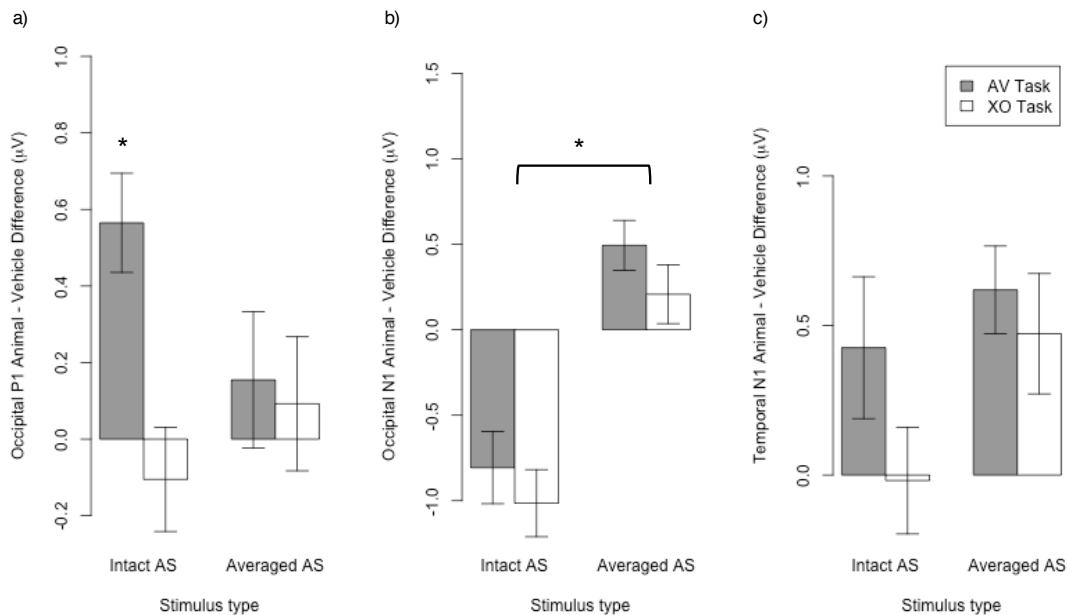 a)
Occipital P1 Animal - Vehicle Difference (µV)
1.0
0.8
0.6
0.4
0.2
0.0
-0.2
*
Intact AS
Averaged AS
Stimulus type
b)
Occipital N1 Animal - Vehicle Difference (µV)
1.5
1.0
0.5
0.0
-0.5
-1.0
*
Intact AS
Averaged AS
Stimulus type
c)
Temporal N1 Animal - Vehicle Difference (µV)
1.0
0.5
0.0
AV Task
XO Task
Intact AS
Averaged AS
Stimulus type